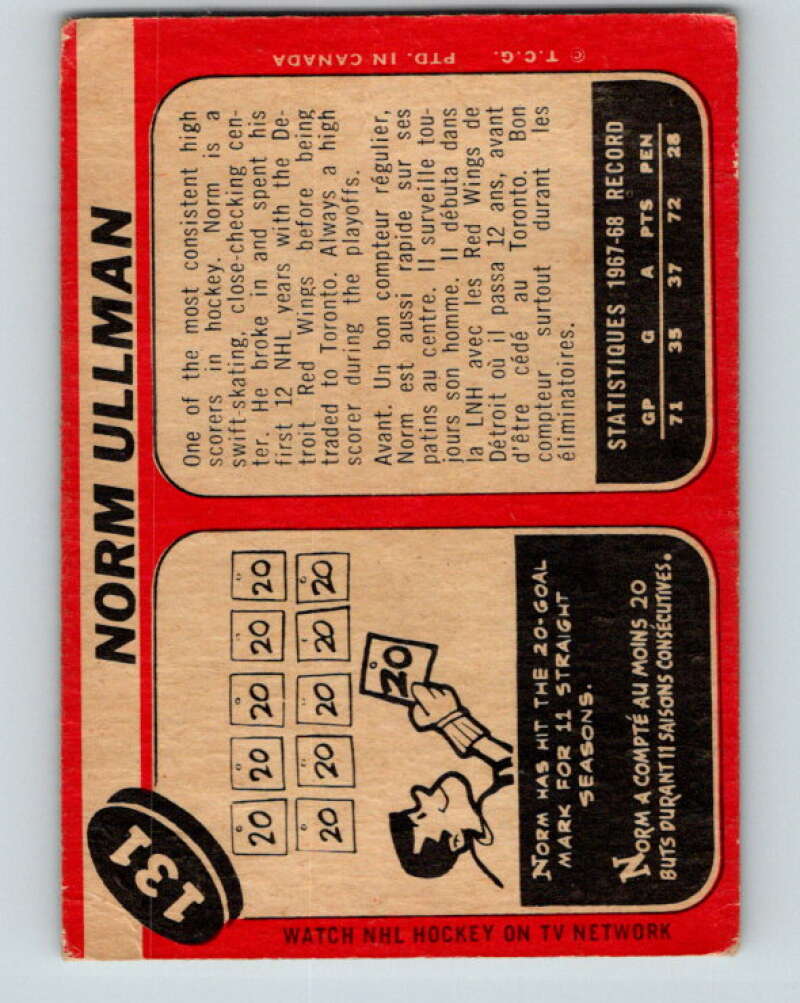 131
NORM ULLMAN
20 20 20 20 20
20 20 20 20 20
20
NORM HAS HIT THE 20-GOAL
MARK FOR 11 STRAIGHT
SEASONS.
NORM A COMPTÉ AU MOINS 20
BUTS DURANT 11 SAISONS CONSÉCUTIVES.
One of the most consistent high
scorers in hockey. Norm is a
swift-skating, close-checking cen-
ter. He broke in and spent his
first 12 NHL years with the De-
troit Red Wings before being
traded to Toronto. Always a high
scorer during the playoffs.
Avant. Un bon compteur régulier,
Norm est aussi rapide sur ses
patins au centre. Il surveille tou-
jours son homme. Il débuta dans
la LNH avec les Red Wings de
Détroit où il passa 12 ans, avant
d'être cédé au Toronto. Bon
compteur surtout durant les
éliminatoires.
STATISTIQUES 1967-68 RECORD
GP G A PTS PEN
71 35 37 72 28
WATCH NHL HOCKEY ON TV NETWORK
© T.C.G. PTD. IN CANADA